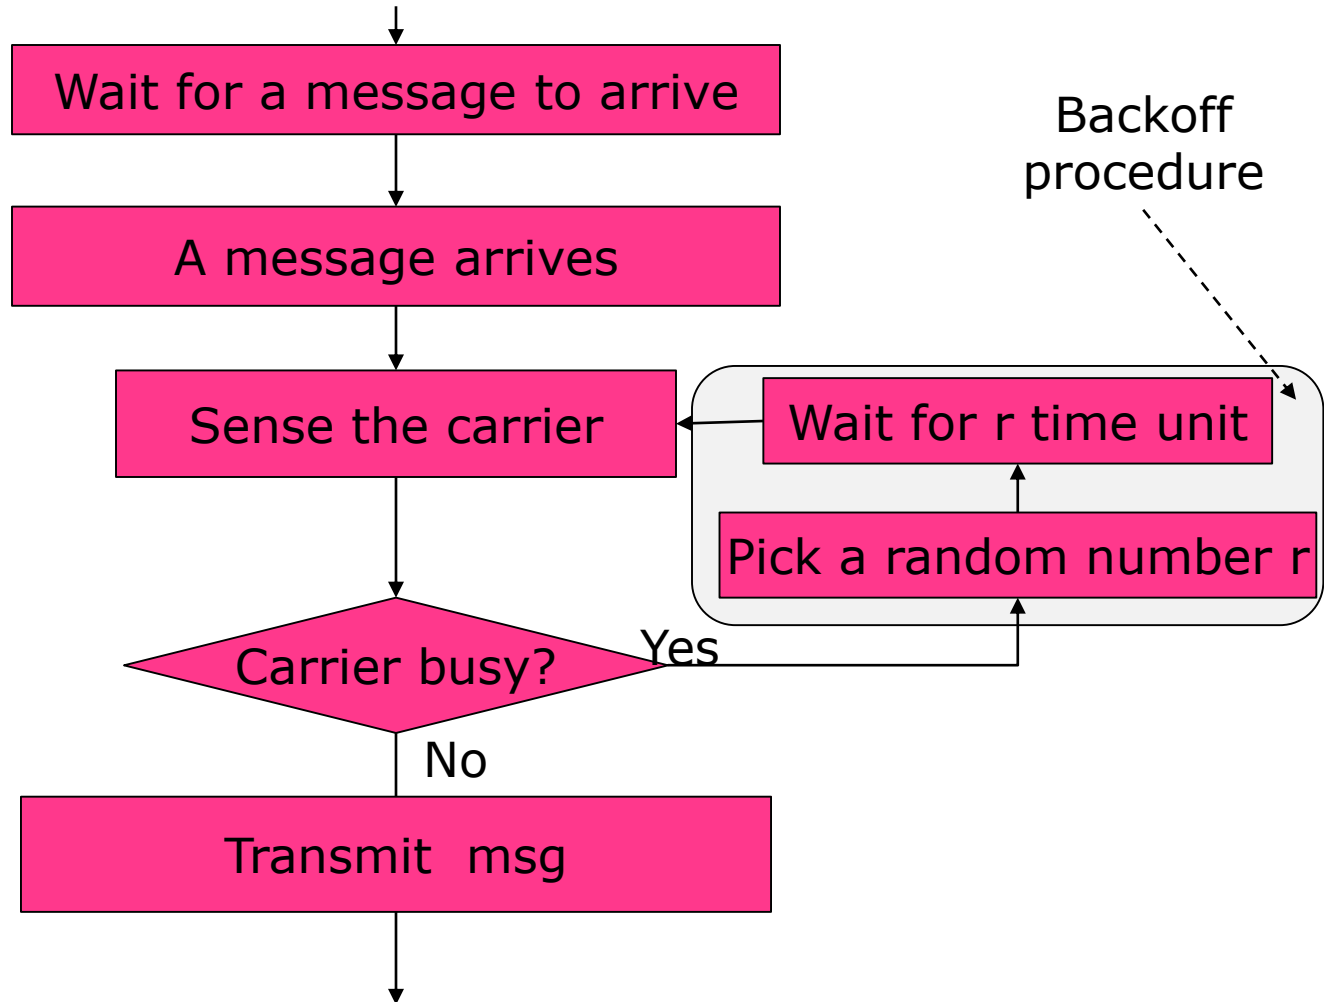 Wait for a message to arrive
Backoff
procedure
A message arrives
Sense the carrier
Wait for r time unit
Pick a random number r
Carrier busy?
Yes
No
Transmit  msg